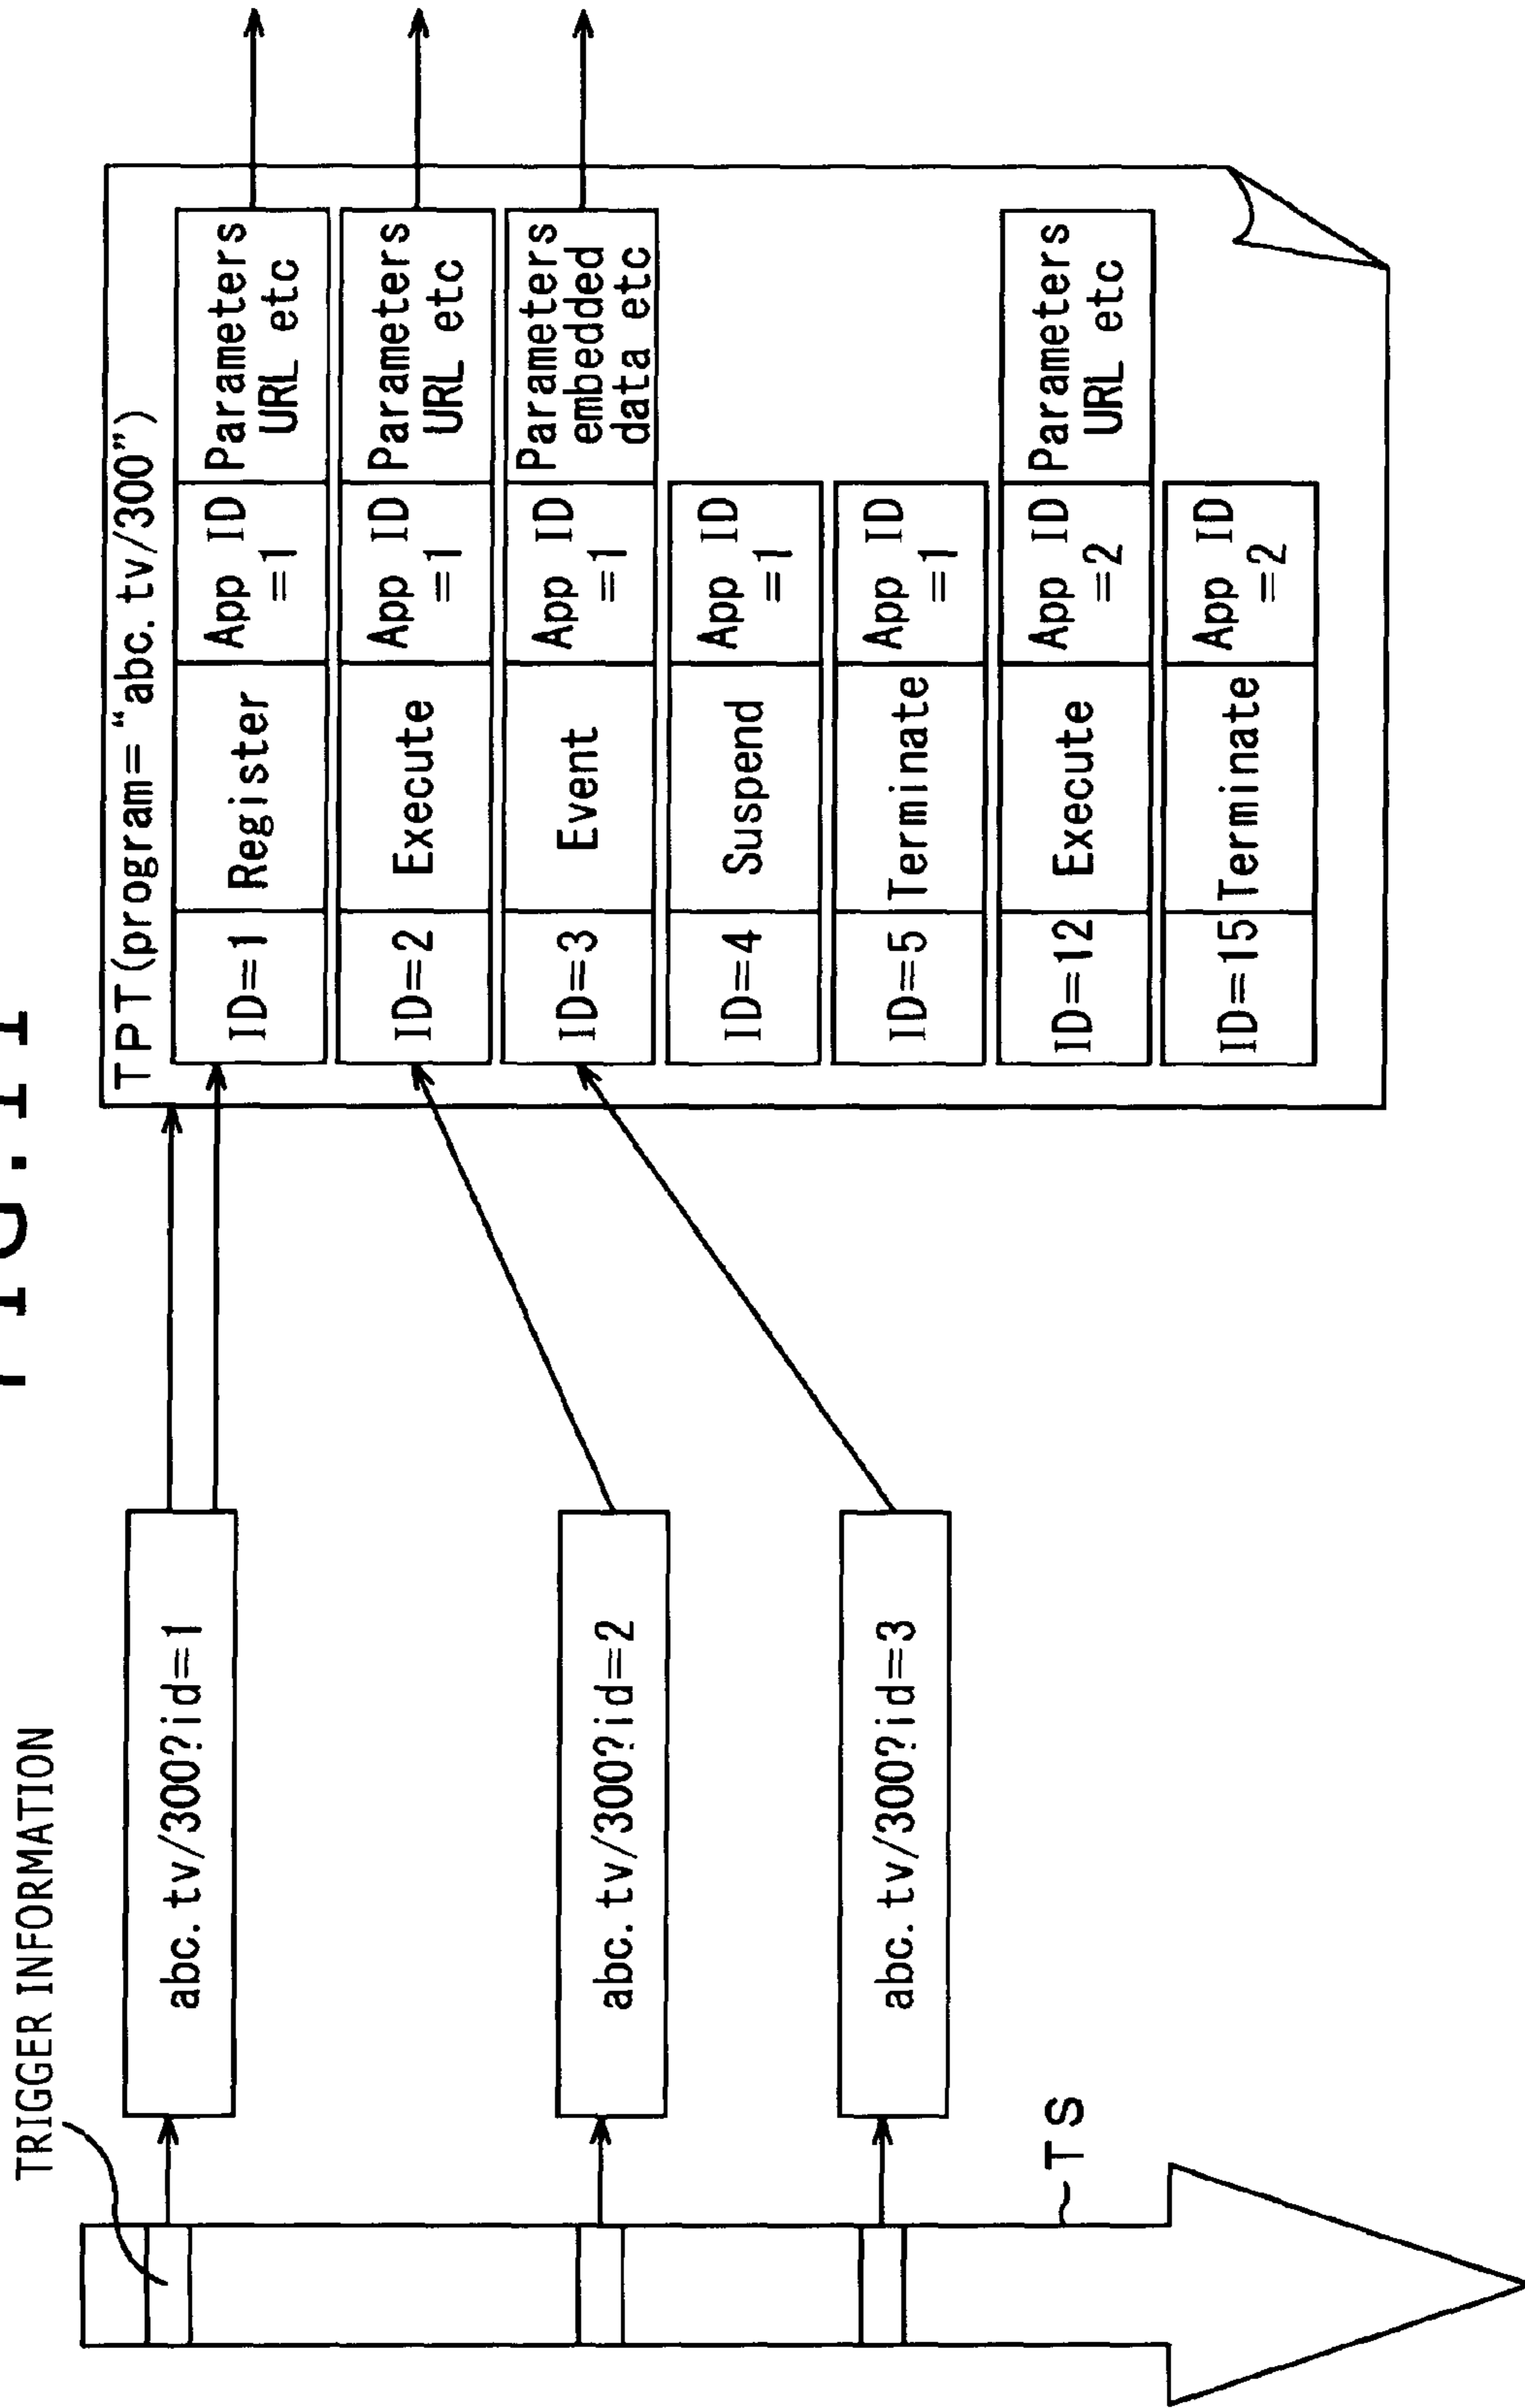 TRIGGER INFORMATION
TS
abc.tv/300?id=1
abc.tv/300?id=2
abc.tv/300?id=3
TPT(program="abc.tv/300")
ID=1 Register App ID Parameters
=1 URL etc
ID=2 Execute App ID Parameters
=1 URL etc
ID=3 Event App ID Parameters
=1 embedded
data etc
ID=4 Suspend App ID
=1
ID=5 Terminate App ID
=1
ID=12 Execute App ID Parameters
=2 URL etc
ID=15 Terminate App ID
=2